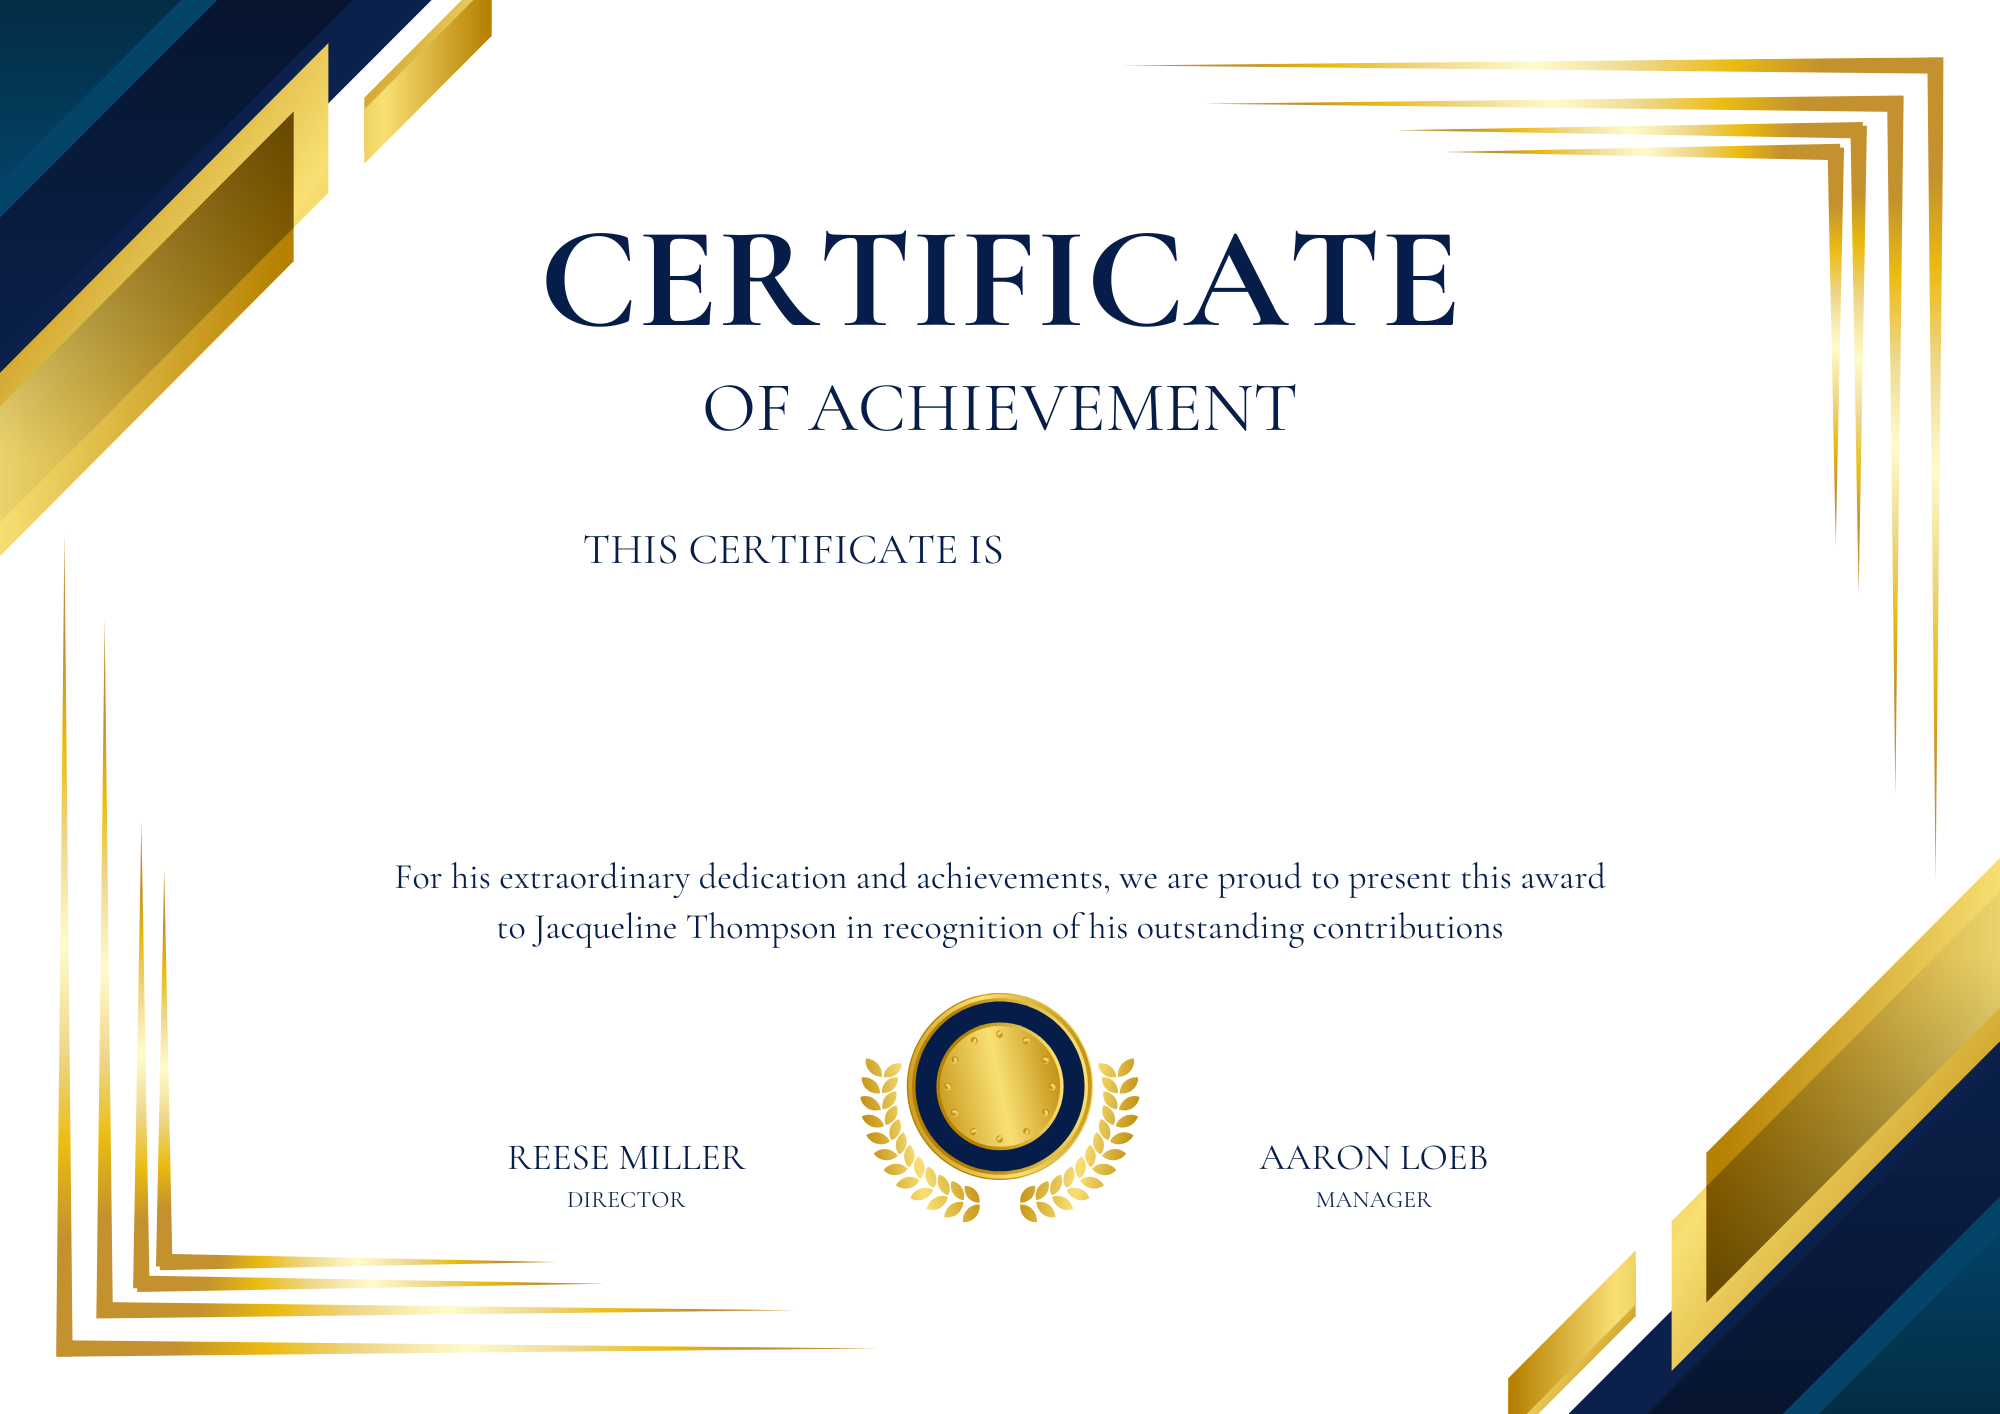 CERTIFICATE
OF ACHIEVEMENT
THIS CERTIFICATE IS
For his extraordinary dedication and achievements, we are proud to present this award
to Jacqueline Thompson in recognition of his outstanding contributions
REESE MILLER
DIRECTOR
AARON LOEB
MANAGER